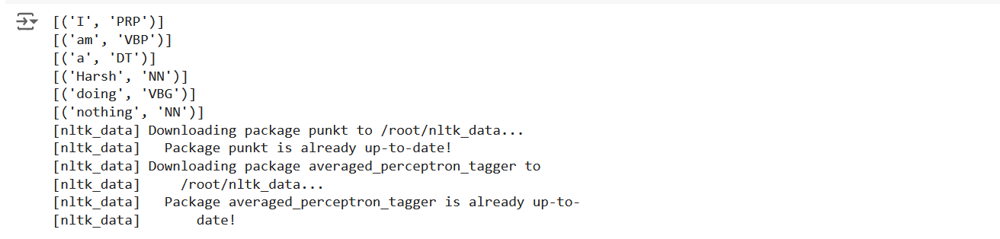 [('I', 'PRP')]
[('am', 'VBP')]
[('a', 'DT')]
[('Harsh', 'NN')]
[('doing', 'VBG')]
[('nothing', 'NN')]
[nltk_data] Downloading package punkt to /root/nltk_data...
[nltk_data]   Package punkt is already up-to-date!
[nltk_data] Downloading package averaged_perceptron_tagger to
[nltk_data]     /root/nltk_data...
[nltk_data]   Package averaged_perceptron_tagger is already up-to-
[nltk_data]       date!